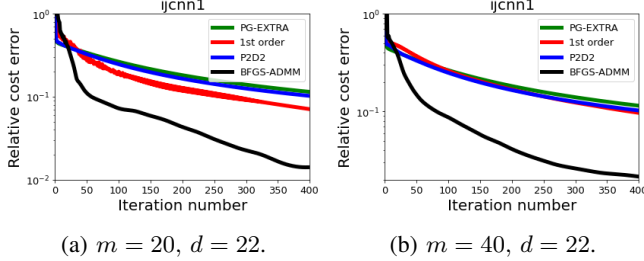 ijcnn1
Relative cost error
10^0
10^{-1}
10^{-2}
PG-EXTRA
1st order
P2D2
BFGS-ADMM
0 50 100 150 200 250 300 350 400
Iteration number
(a) m = 20, d = 22.
ijcnn1
Relative cost error
10^0
10^{-1}
PG-EXTRA
1st order
P2D2
BFGS-ADMM
0 50 100 150 200 250 300 350 400
Iteration number
(b) m = 40, d = 22.